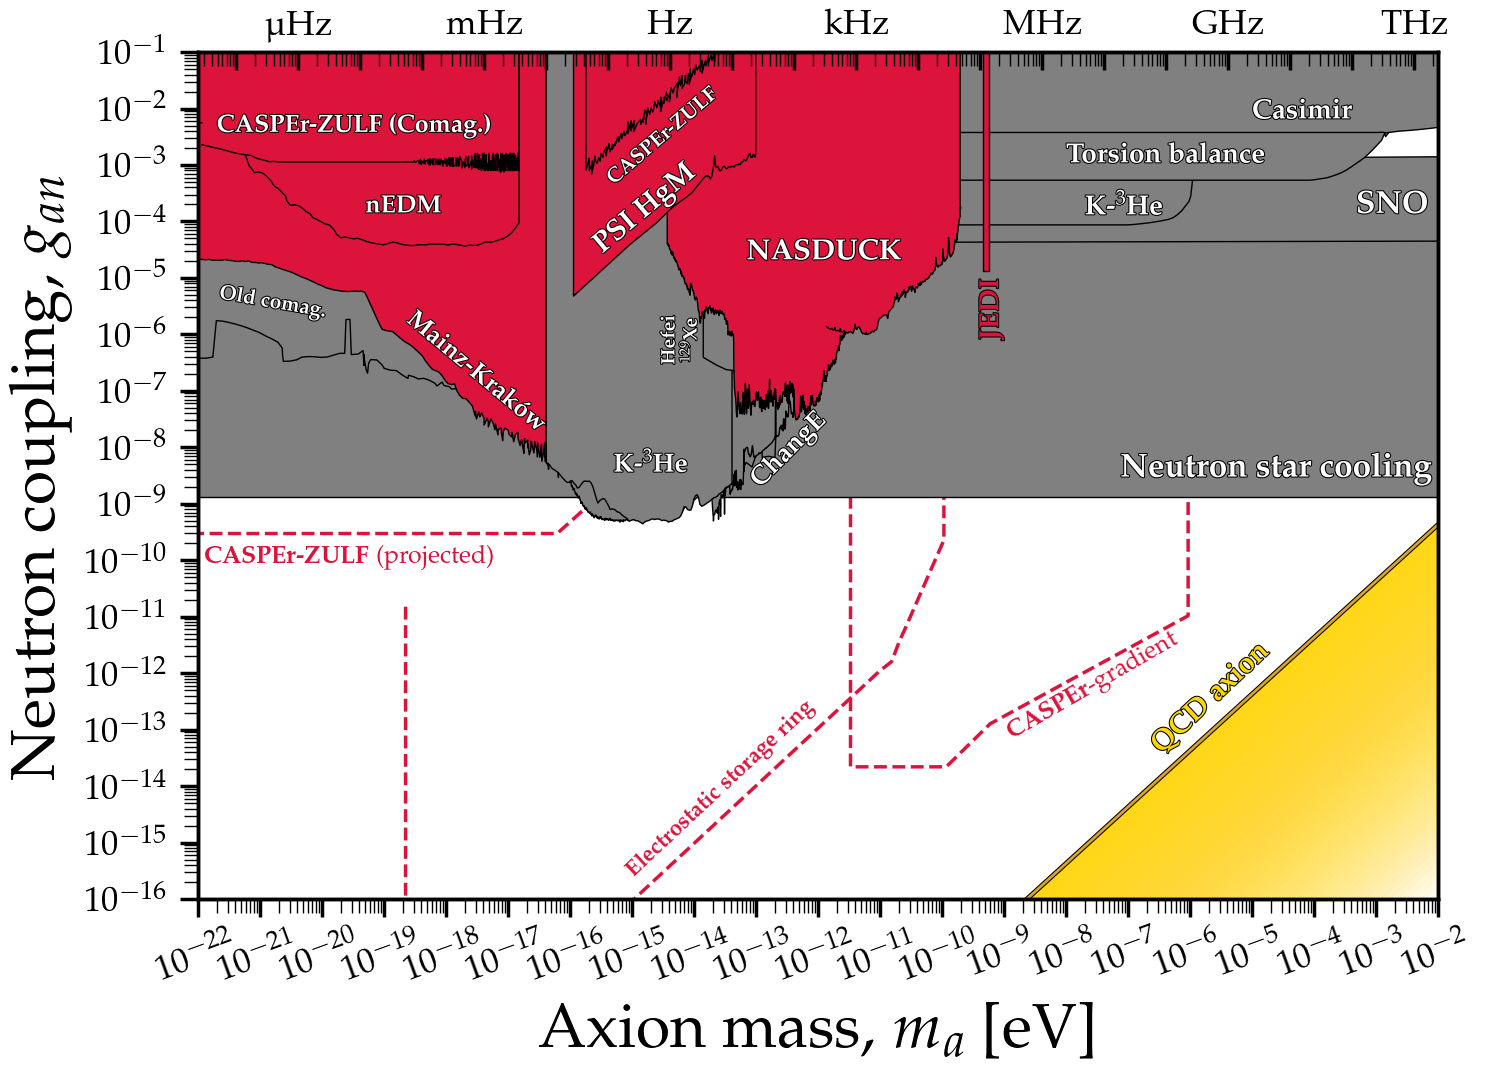 μHz mHz Hz kHz MHz GHz THz
10⁻¹
10⁻²
10⁻³
10⁻⁴
10⁻⁵
10⁻⁶
10⁻⁷
10⁻⁸
10⁻⁹
10⁻¹⁰
10⁻¹¹
10⁻¹²
10⁻¹³
10⁻¹⁴
10⁻¹⁵
10⁻¹⁶
Neutron coupling, gₐₙ
CASPEr-ZULF (Comag.)
nEDM
CASPEr-ZULF
PSI HgM
NASDUCK
Casimir
Torsion balance
K-³He
SNO
Old comag.
Mainz-Kraków
Hefei
¹²⁹Xe
JEDI
K-³He
ChangE
Neutron star cooling
CASPEr-ZULF (projected)
Electrostatic storage ring
CASPEr-gradient
QCD axion
10⁻²² 10⁻²¹ 10⁻²⁰ 10⁻¹⁹ 10⁻¹⁸ 10⁻¹⁷ 10⁻¹⁶ 10⁻¹⁵ 10⁻¹⁴ 10⁻¹³ 10⁻¹² 10⁻¹¹ 10⁻¹⁰ 10⁻⁹ 10⁻⁸ 10⁻⁷ 10⁻⁶ 10⁻⁵ 10⁻⁴ 10⁻³ 10⁻²
Axion mass, mₐ [eV]